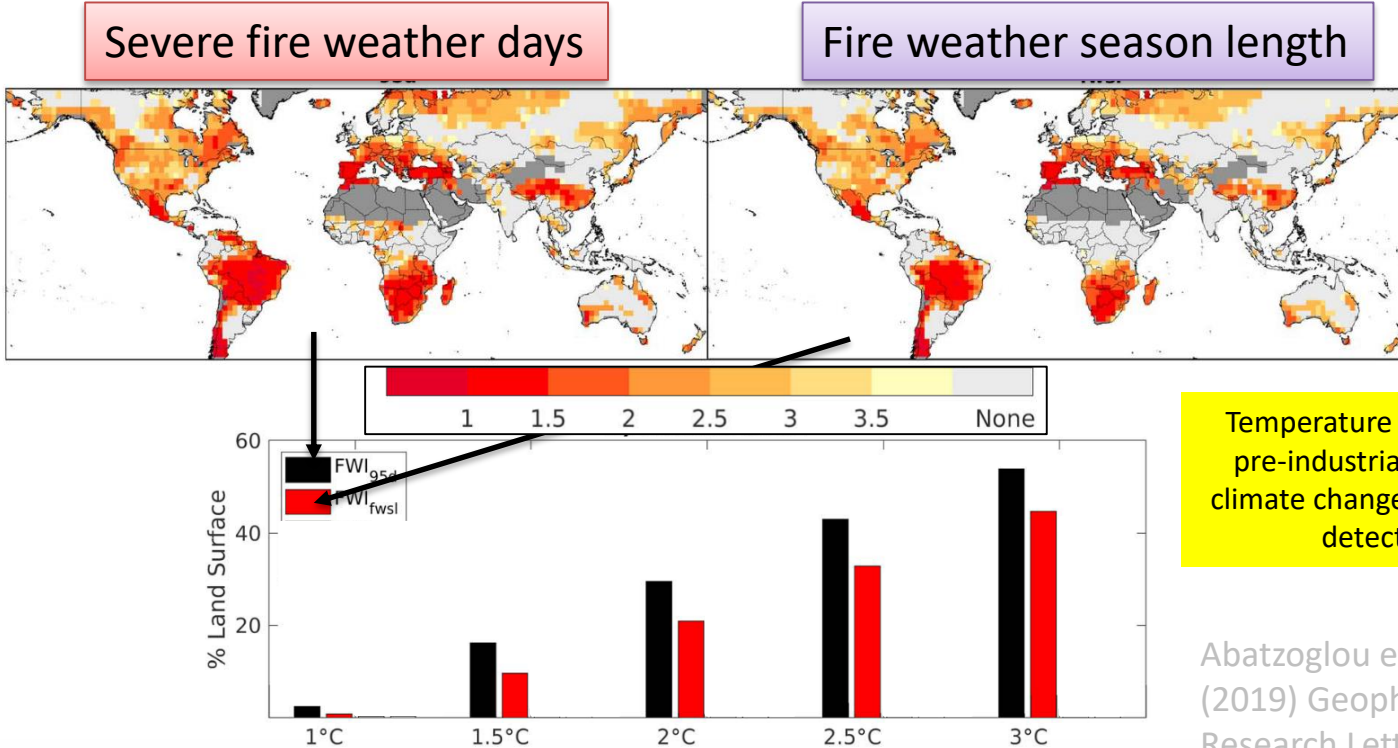 Severe fire weather days
Fire weather season length
1 1.5 2 2.5 3 3.5 None
60
40
20
% Land Surface
FWI95d
FWIfwsl
1°C 1.5°C 2°C 2.5°C 3°C
Temperature
pre-industria
climate change
detect
Abatzoglou e
(2019) Geoph
Research Lett